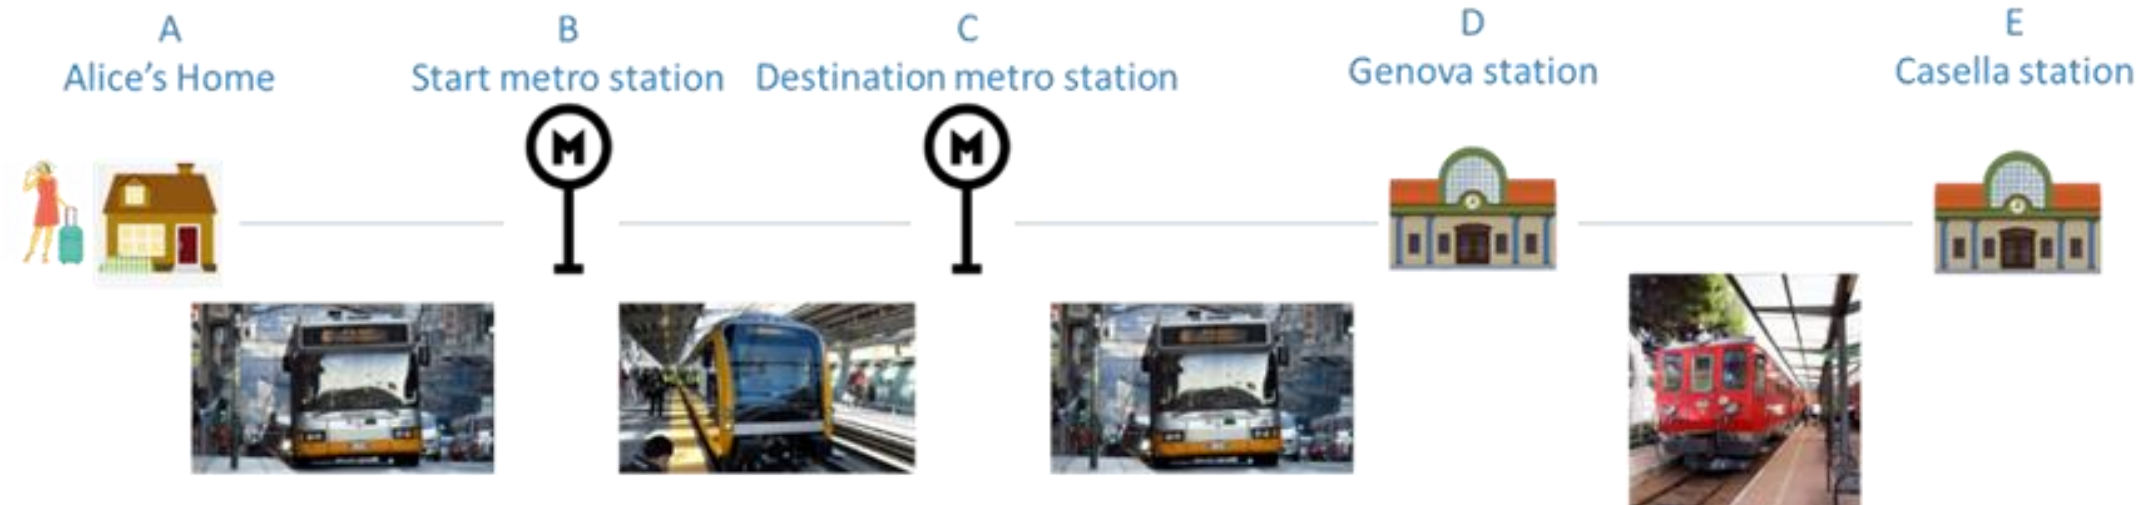 A
Alice's Home
B
Start metro station
M
C
Destination metro station
M
D
Genova station
E
Casella station